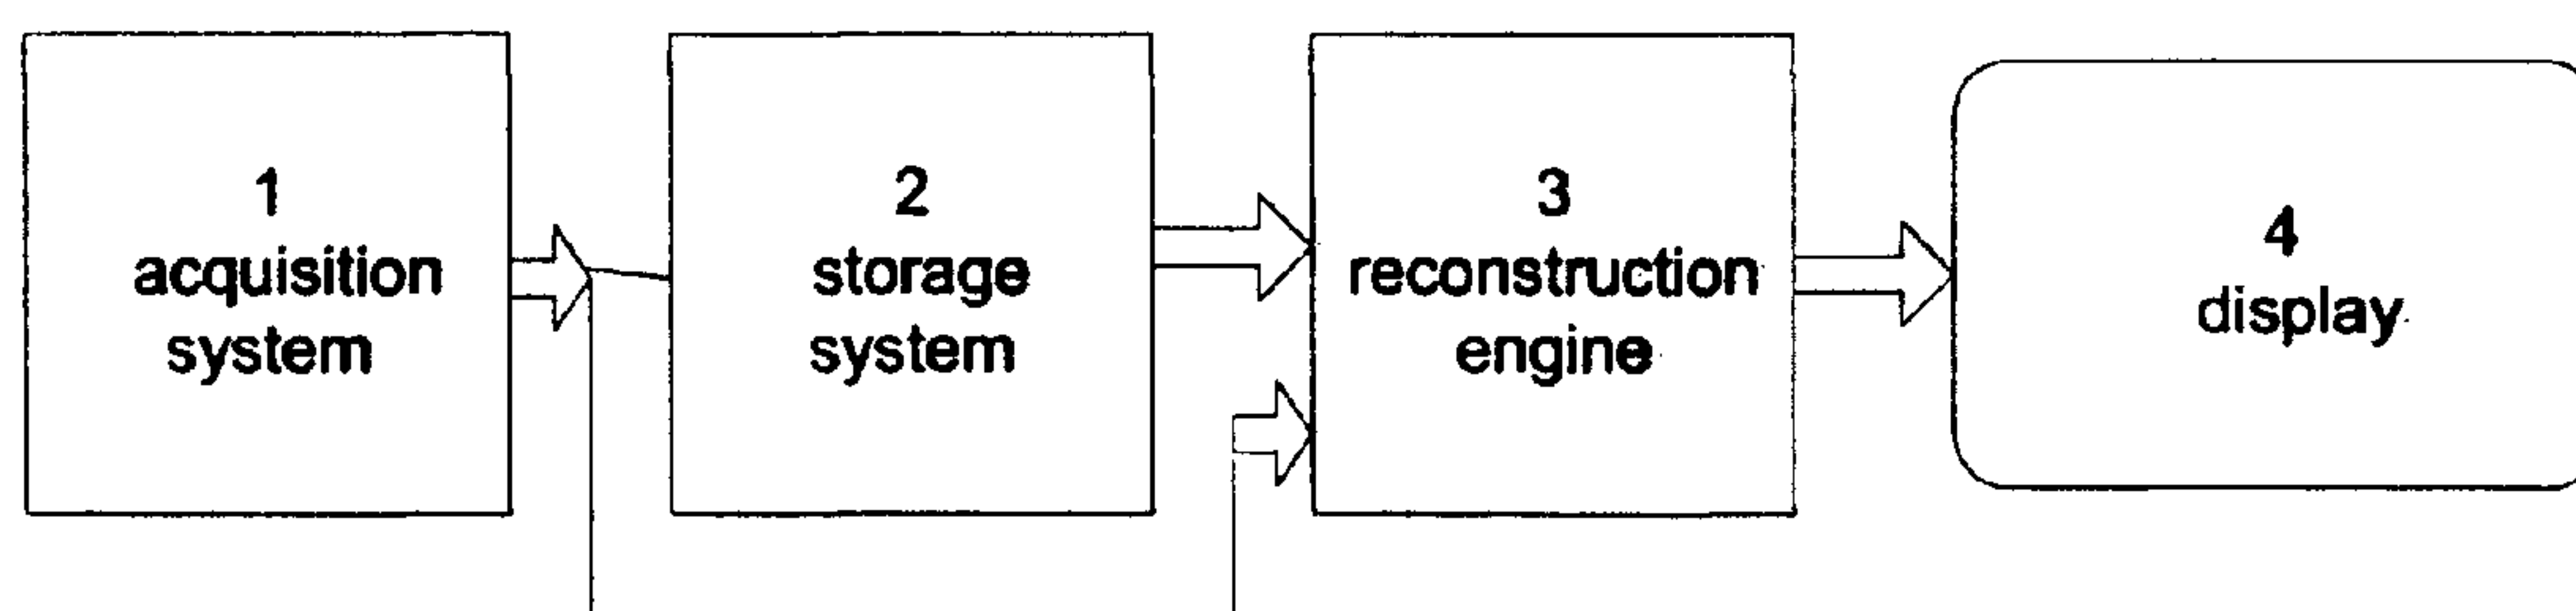 1
acquisition
system
2
storage
system
3
reconstruction
engine
4
display